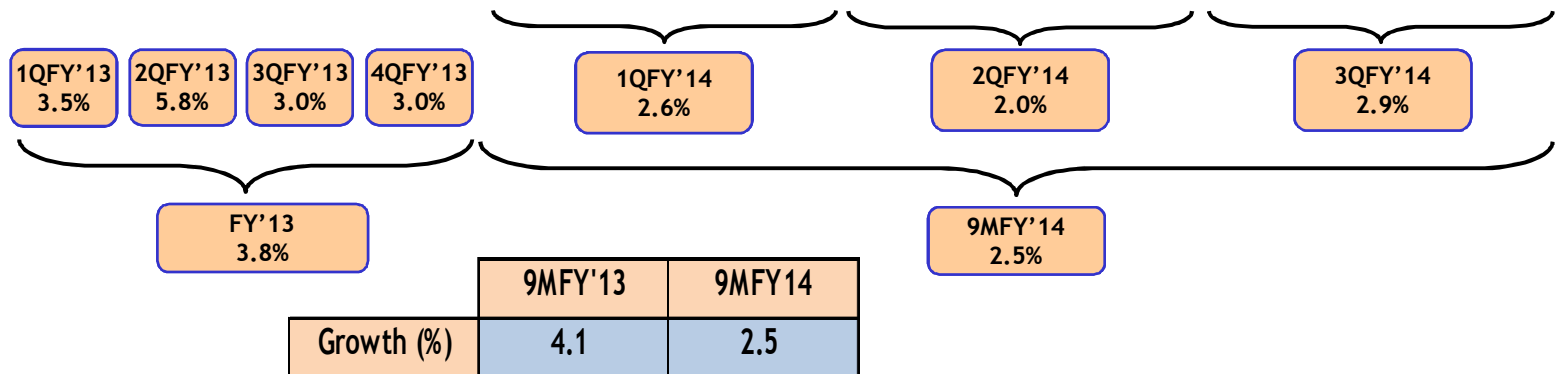 1QFY’13
3.5%
2QFY’13
5.8%
3QFY’13
3.0%
4QFY’13
3.0%
1QFY’14
2.6%
2QFY’14
2.0%
3QFY’14
2.9%
FY’13
3.8%
9MFY’14
2.5%
9MFY'13 9MFY14
Growth (%) 4.1 2.5